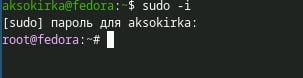 aksokirka@fedora:~$ sudo -i
[sudo] пароль для aksokirka:
root@fedora:~#